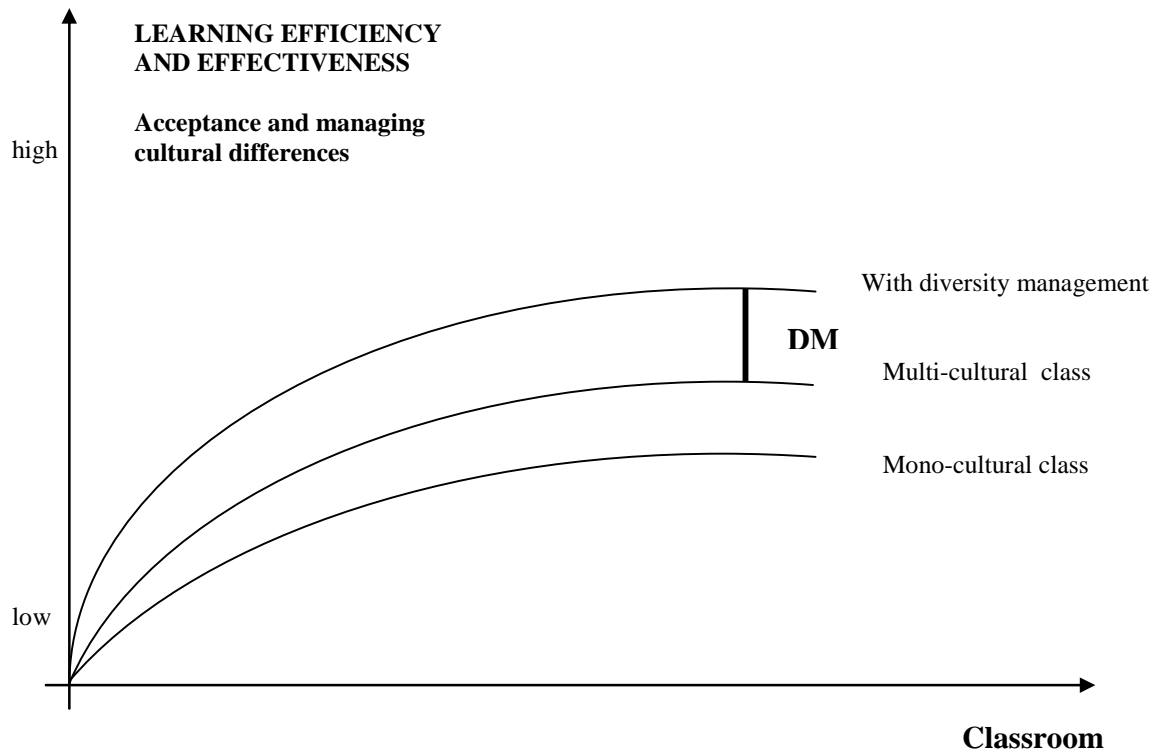 LEARNING EFFICIENCY
AND EFFECTIVENESS
Acceptance and managing
cultural differences
high
With diversity management
DM
Multi-cultural class
Mono-cultural class
low
Classroom